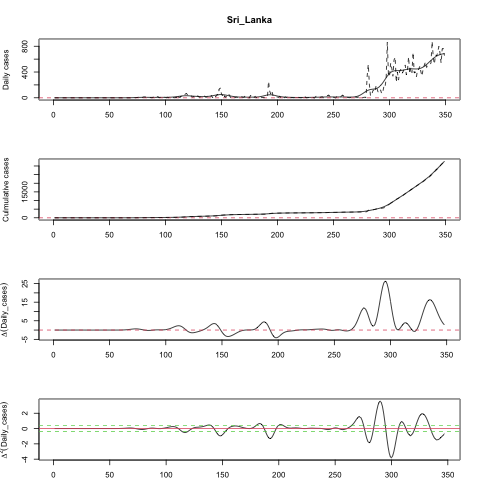 Sri_Lanka
Daily cases
0 400 800
0 50 100 150 200 250 300 350
Culmulative cases
0 15000
0 50 100 150 200 250 300 350
Δ(Daily_cases)
-5 5 15 25
0 50 100 150 200 250 300 350
Δ²(Daily_cases)
-4 -2 0 2
0 50 100 150 200 250 300 350